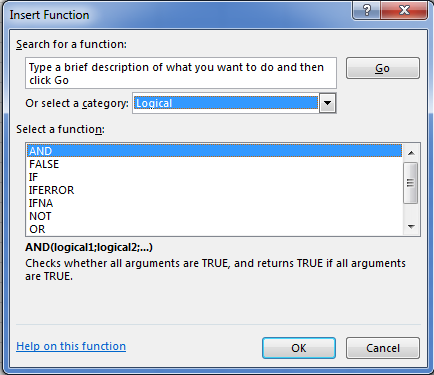 Insert Function
Search for a function:
Type a brief description of what you want to do and then
click Go
Go
Or select a category:
Logical
Select a function:
AND
FALSE
IF
IFERROR
IFNA
NOT
OR
AND(logical1;logical2;...)
Checks whether all arguments are TRUE, and returns TRUE if all arguments
are TRUE.
Help on this function
OK
Cancel